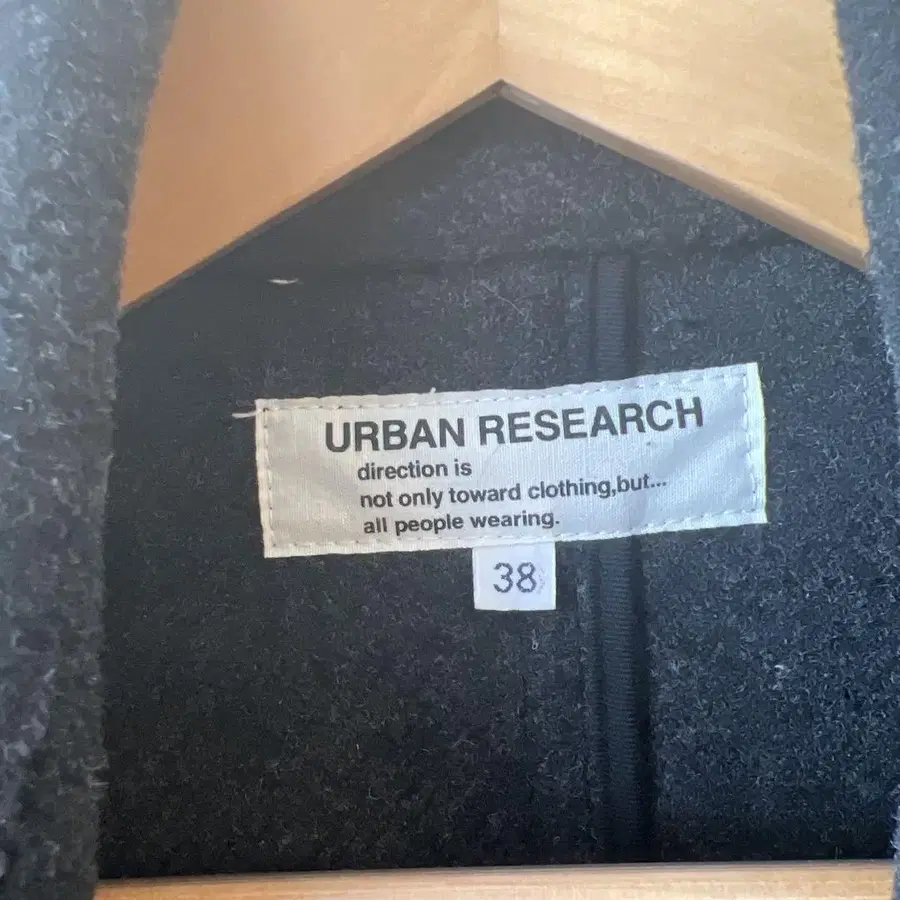 URBAN RESEARCH
direction is
not only toward clothing,but...
all people wearing.
38